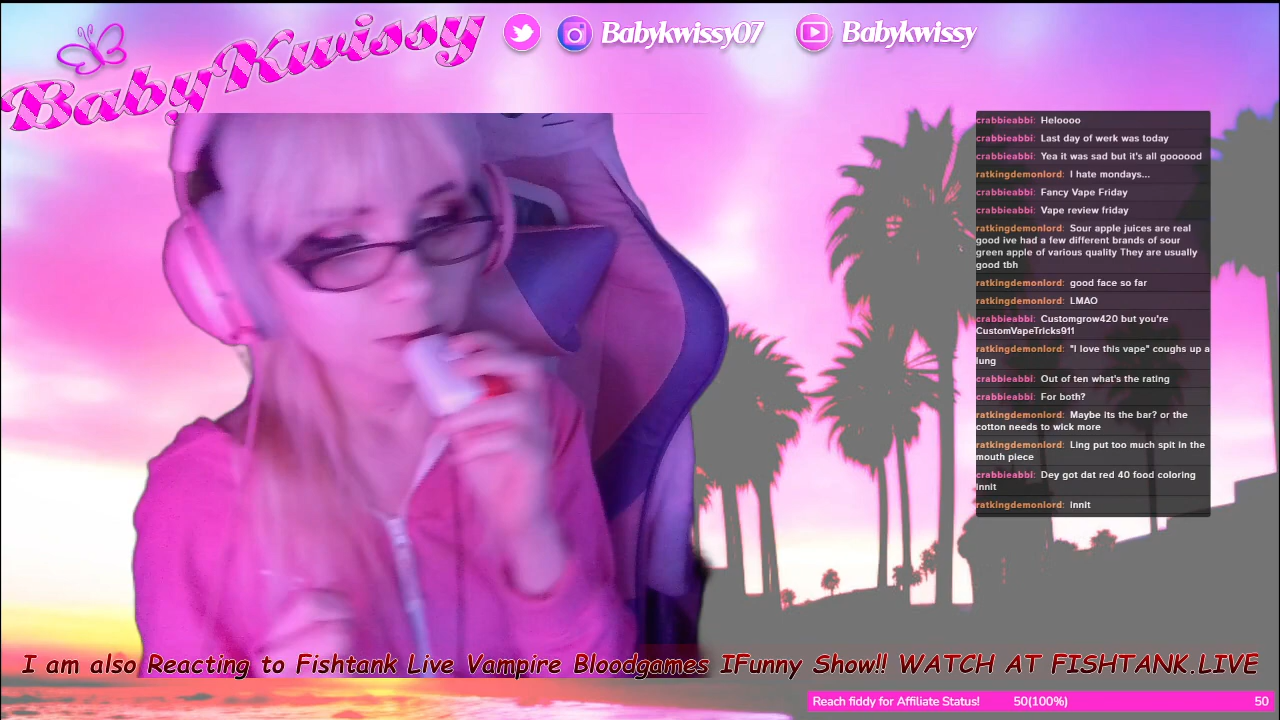 BabyKwissy
Babykwissy07
Babykwissy
crabbieabbi: Heloooo
crabbieabbi: Last day of werk was today
crabbieabbi: Yea it was sad but it's all goooood
ratkingdemonlord: I hate mondays...
crabbieabbi: Fancy Vape Friday
crabbieabbi: Vape review friday
ratkingdemonlord: Sour apple juices are real
good ive had a few different brands of sour
green apple of various quality They are usually
good tbh
ratkingdemonlord: good face so far
ratkingdemonlord: LMAO
crabbieabbi: Customgrow420 but you're
CustomVapeTricks911
ratkingdemonlord: "I love this vape" coughs up a
lung
crabbieabbi: Out of ten what's the rating
crabbieabbi: For both?
ratkingdemonlord: Maybe its the bar? or the
cotton needs to wick more
ratkingdemonlord: Ling put too much spit in the
mouth piece
crabbieabbi: Dey got dat red 40 food coloring
innit
ratkingdemonlord: Innit
I am also Reacting to Fishtank Live Vampire Bloodgames IFunny Show!! WATCH AT FISHTANK.LIVE
Reach fiddy for Affiliate Status! 50(100%) 50